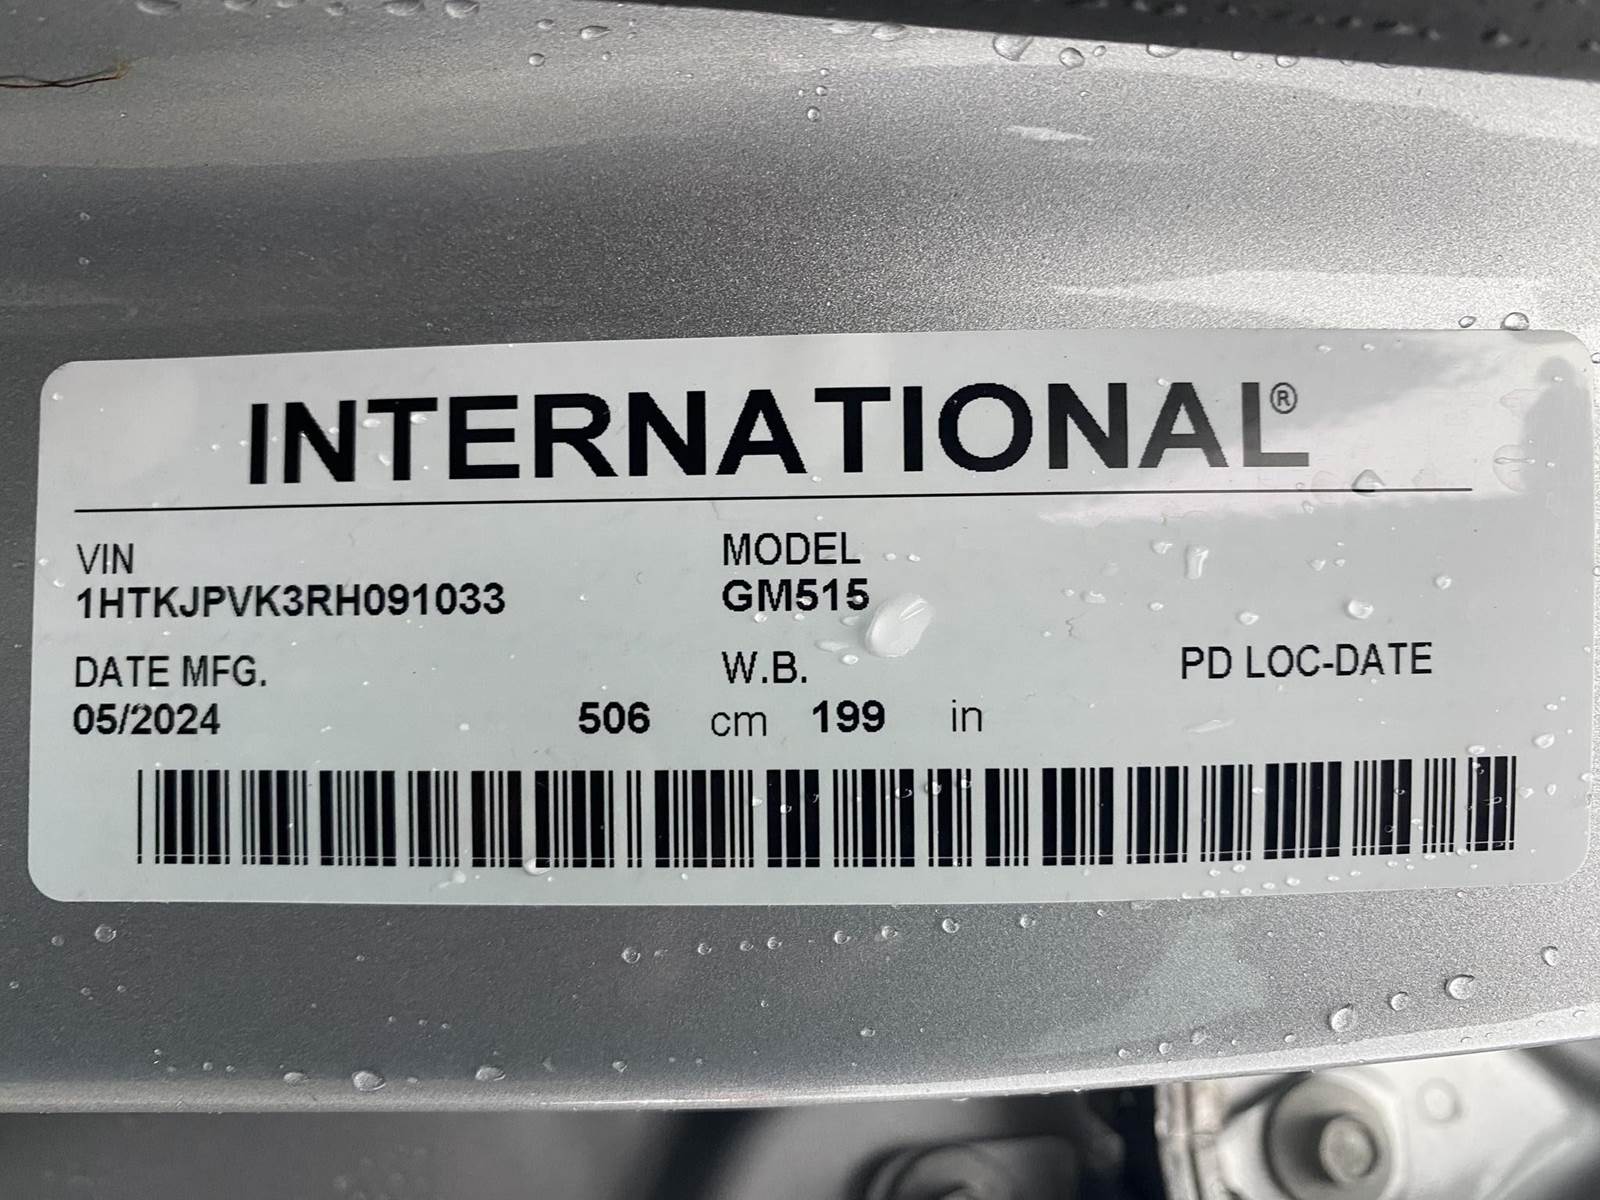 INTERNATIONAL®
VIN MODEL
1HTKJPVK3RH091033 GM515
DATE MFG. W.B. PD LOC-DATE
05/2024 506 cm 199 in